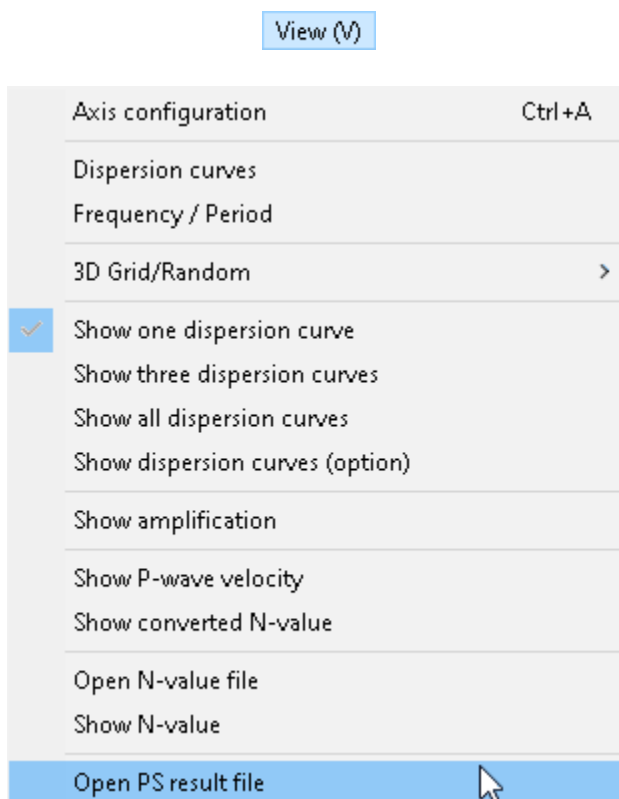 View (V)
Axis configuration Ctrl+A
Dispersion curves
Frequency / Period
3D Grid/Random
Show one dispersion curve
Show three dispersion curves
Show all dispersion curves
Show dispersion curves (option)
Show amplification
Show P-wave velocity
Show converted N-value
Open N-value file
Show N-value
Open PS result file